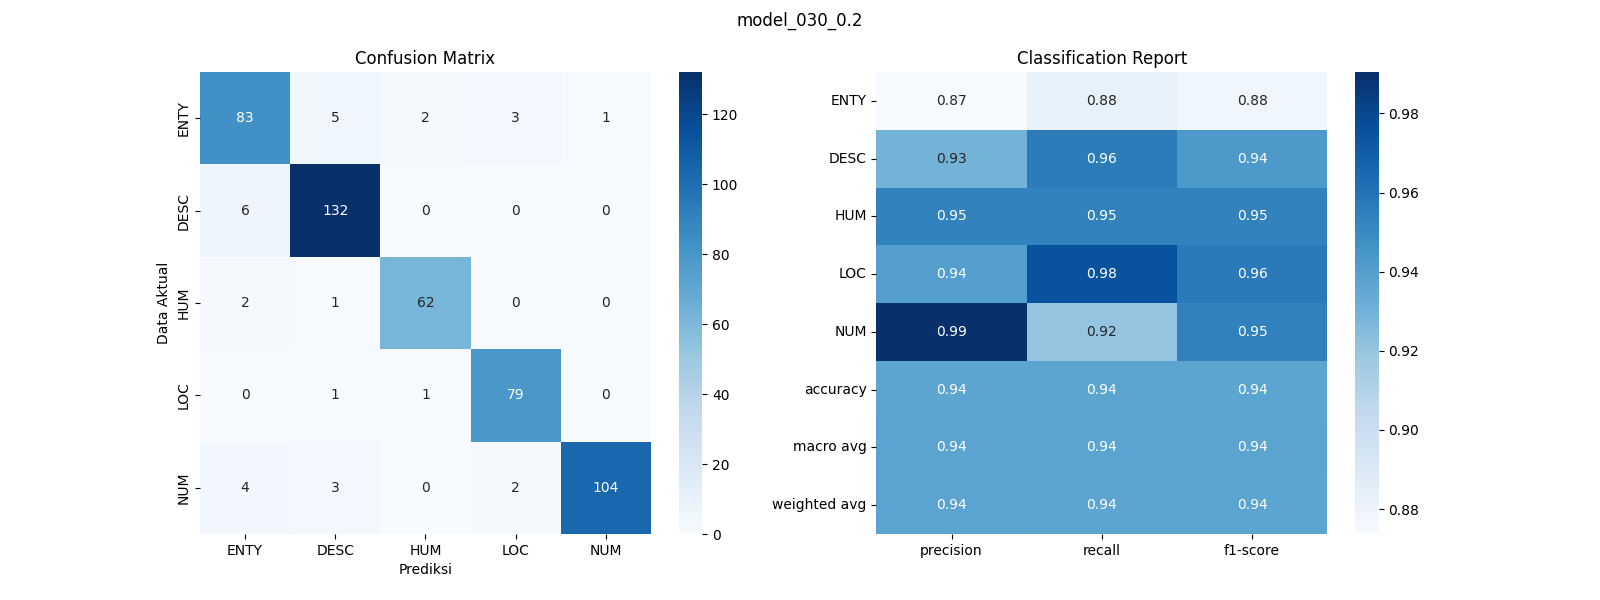 model_030_0.2
Confusion Matrix
Data Aktual
ENTY 83 5 2 3 1
DESC 6 132 0 0 0
HUM 2 1 62 0 0
LOC 0 1 1 79 0
NUM 4 3 0 2 104
ENTY DESC HUM LOC NUM
Prediksi
120
100
80
60
40
20
0
Classification Report
ENTY 0.87 0.88 0.88
DESC 0.93 0.96 0.94
HUM 0.95 0.95 0.95
LOC 0.94 0.98 0.96
NUM 0.99 0.92 0.95
accuracy 0.94 0.94 0.94
macro avg 0.94 0.94 0.94
weighted avg 0.94 0.94 0.94
precision recall f1-score
0.98
0.96
0.94
0.92
0.90
0.88